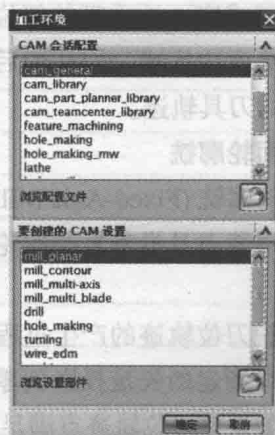 加工环境
CAM 会话配置
cam_general
cam_library
cam_part_planner_library
cam_teamcenter_library
feature_machining
hole_making
hole_making_mw
lathe
浏览配置文件
要创建的 CAM 设置
mill_planar
mill_contour
mill_multi-axis
mill_multi_blade
drill
hole_making
turning
wire_edm
浏览设置部件
确定
取消